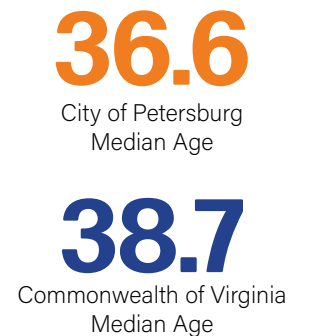 36.6
City of Petersburg
Median Age
38.7
Commonwealth of Virginia
Median Age